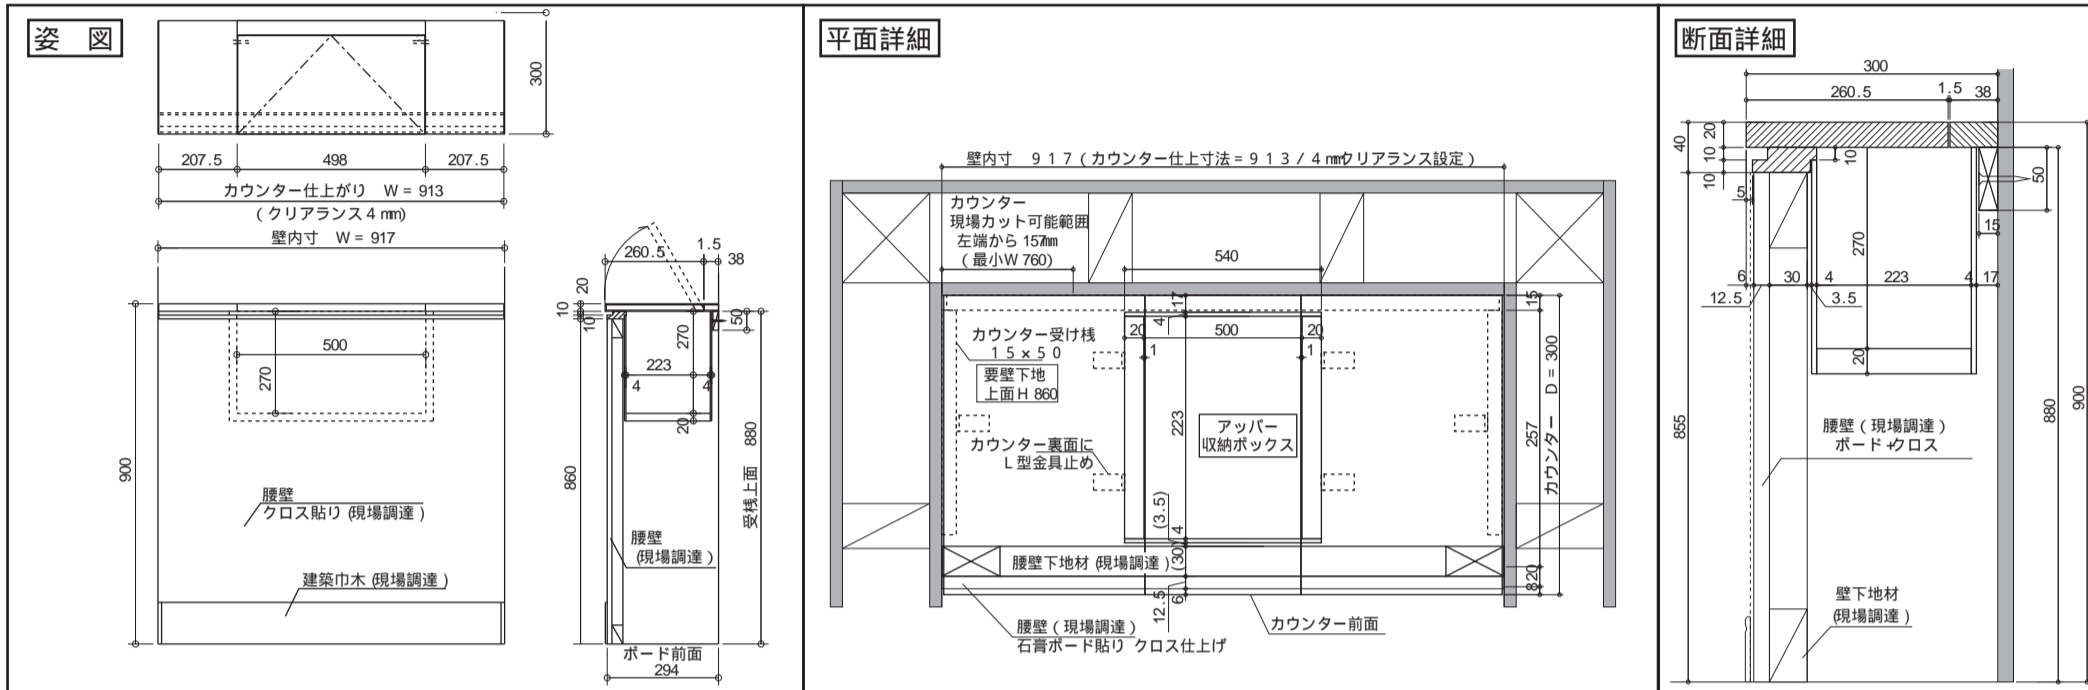 姿 図
300
207.5 498 207.5
カウンター仕上がり W = 913
(クリアランス 4 mm)
壁内寸 W = 917
500
270
900
腰壁
クロス貼り (現場調達)
建築巾木 (現場調達)
260.5 1.5
38
20
10
10
50
270
223
4 4
20
860
受桟上面 880
腰壁
(現場調達)
ボード前面
294
平面詳細
壁内寸 917 (カウンター仕上寸法 = 913 / 4 mmクリアランス設定)
カウンター
現場カット可能範囲
左端から 157mm
(最小W 760)
540
17
15
4
20 500 20
1 1
カウンター受け桟
15×50
要壁下地
上面H 860
223
アッパー
収納ボックス
257
カウンター D = 300
カウンター裏面に
L型金具止め
(3.5)
4
(30)
腰壁下地材 (現場調達)
820
12.5
6
腰壁 (現場調達)
石膏ボード貼り クロス仕上げ
カウンター前面
断面詳細
300
260.5 1.5 38
40
20
10
10
10
50
5
15
270
6 30 4 223 4 17
12.5 3.5
20
855
880
900
腰壁 (現場調達)
ボード+クロス
壁下地材
(現場調達)